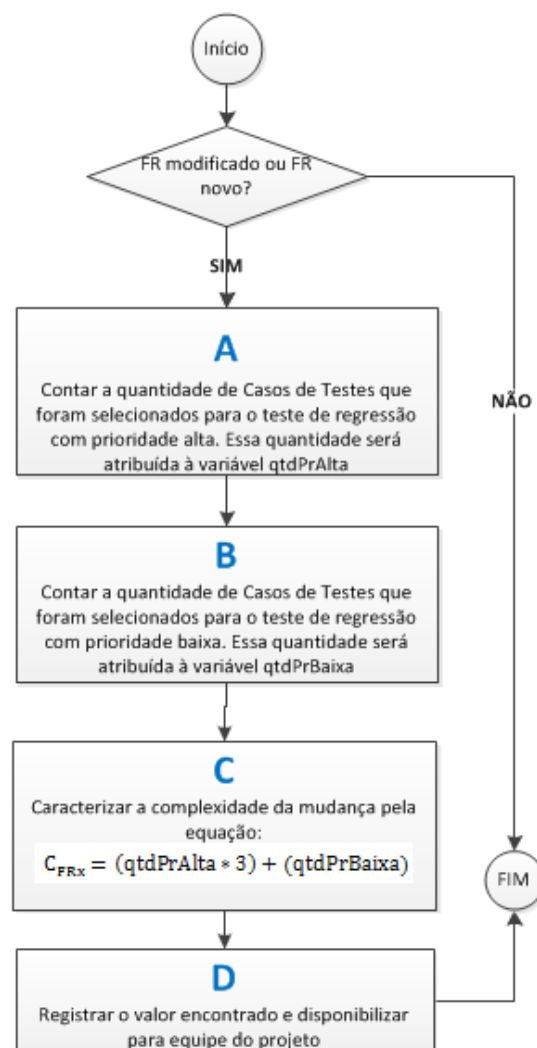 Início
FR modificado ou FR
novo?
SIM
NÃO
A
Contar a quantidade de Casos de Testes que
foram selecionados para o teste de regressão
com prioridade alta. Essa quantidade será
atribuída à variável qtdPrAlta
B
Contar a quantidade de Casos de Testes que
foram selecionados para o teste de regressão
com prioridade baixa. Essa quantidade será
atribuída à variável qtdPrBaixa
C
Caracterizar a complexidade da mudança pela
equação:
C_FRx = (qtdPrAlta * 3) + (qtdPrBaixa)
FIM
D
Registrar o valor encontrado e disponibilizar
para equipe do projeto